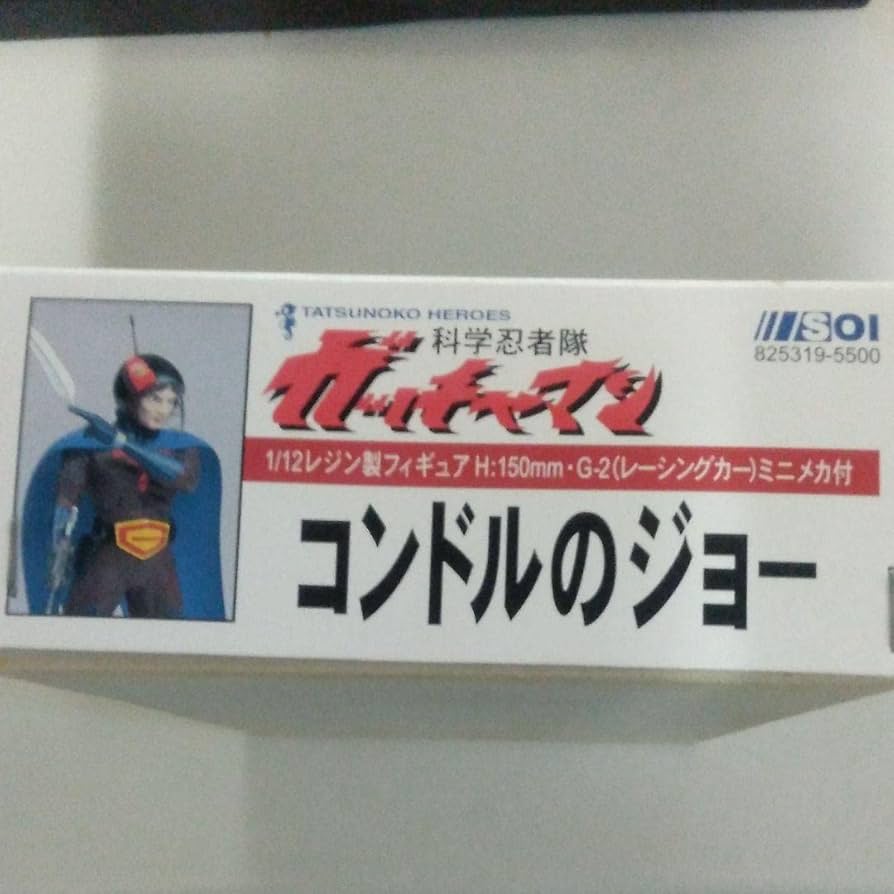 TATSUNOKO HEROES
科学忍者隊
ガッチャマン
SOI
825319-5500
1/12レジン製フィギュア H:150mm・G-2(レーシングカー)ミニメカ付
コンドルのジョー